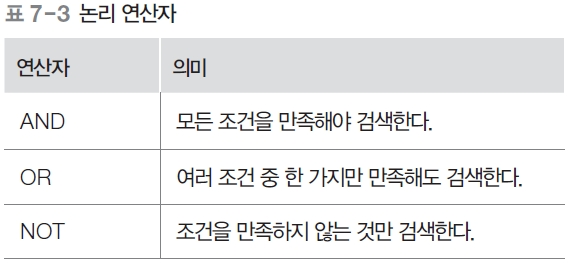 표 7-3 논리 연산자
연산자 의미
AND 모든 조건을 만족해야 검색한다.
OR 여러 조건 중 한 가지만 만족해도 검색한다.
NOT 조건을 만족하지 않는 것만 검색한다.